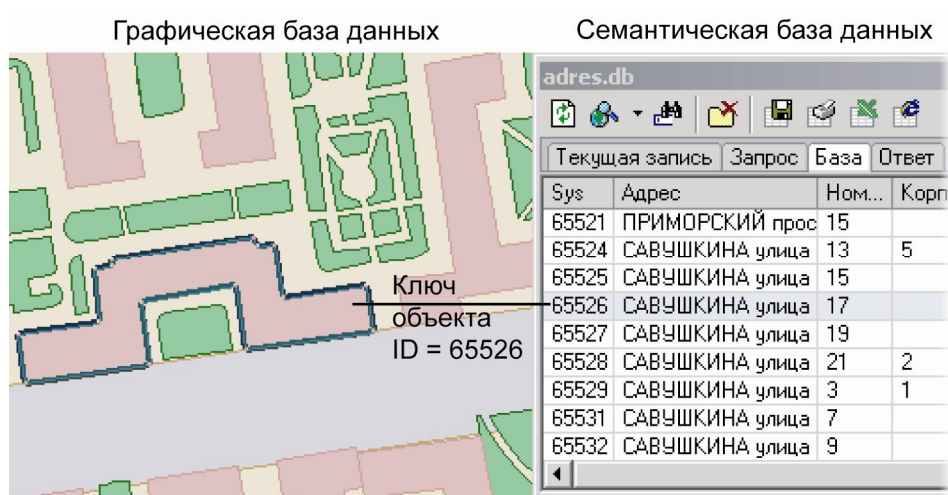 Графическая база данных
Семантическая база данных
adres.db
Текущая запись Запрос База Ответ
Sys Адрес Ном... Корп
65521 ПРИМОРСКИЙ прос 15
65524 САВУШКИНА улица 13 5
65525 САВУШКИНА улица 15
65526 САВУШКИНА улица 17
65527 САВУШКИНА улица 19
65528 САВУШКИНА улица 21 2
65529 САВУШКИНА улица 3 1
65531 САВУШКИНА улица 7
65532 САВУШКИНА улица 9
Ключ
объекта
ID = 65526